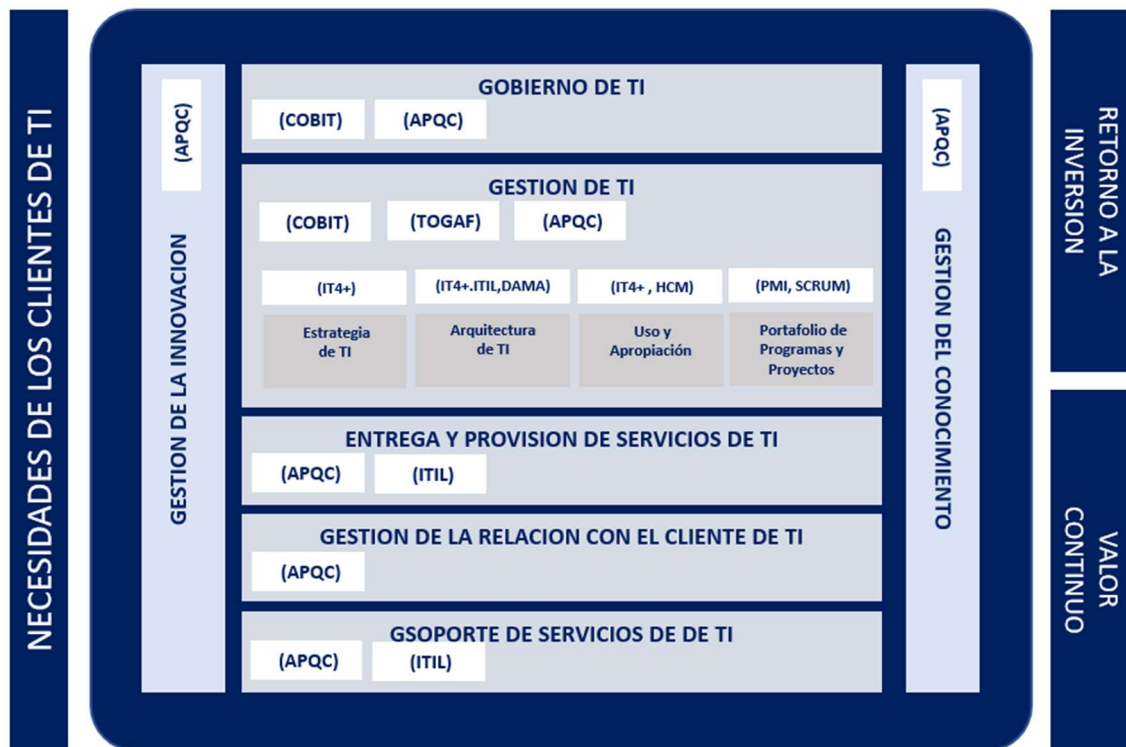 NECESIDADES DE LOS CLIENTES DE TI
(APQC)
GESTION DE LA INNOVACION
GOBIERNO DE TI
(COBIT)
(APQC)
GESTION DE TI
(COBIT)
(TOGAF)
(APQC)
(IT4+)
(IT4+.ITIL,DAMA)
(IT4+ , HCM)
(PMI, SCRUM)
Estrategia
de TI
Arquitectura
de TI
Uso y
Apropiación
Portafolio de
Programas y
Proyectos
ENTREGA Y PROVISION DE SERVICIOS DE TI
(APQC)
(ITIL)
GESTION DE LA RELACION CON EL CLIENTE DE TI
(APQC)
GSOPORTE DE SERVICIOS DE DE TI
(APQC)
(ITIL)
(APQC)
GESTION DEL CONOCIMIENTO
RETORNO A LA
INVERSION
VALOR
CONTINUO